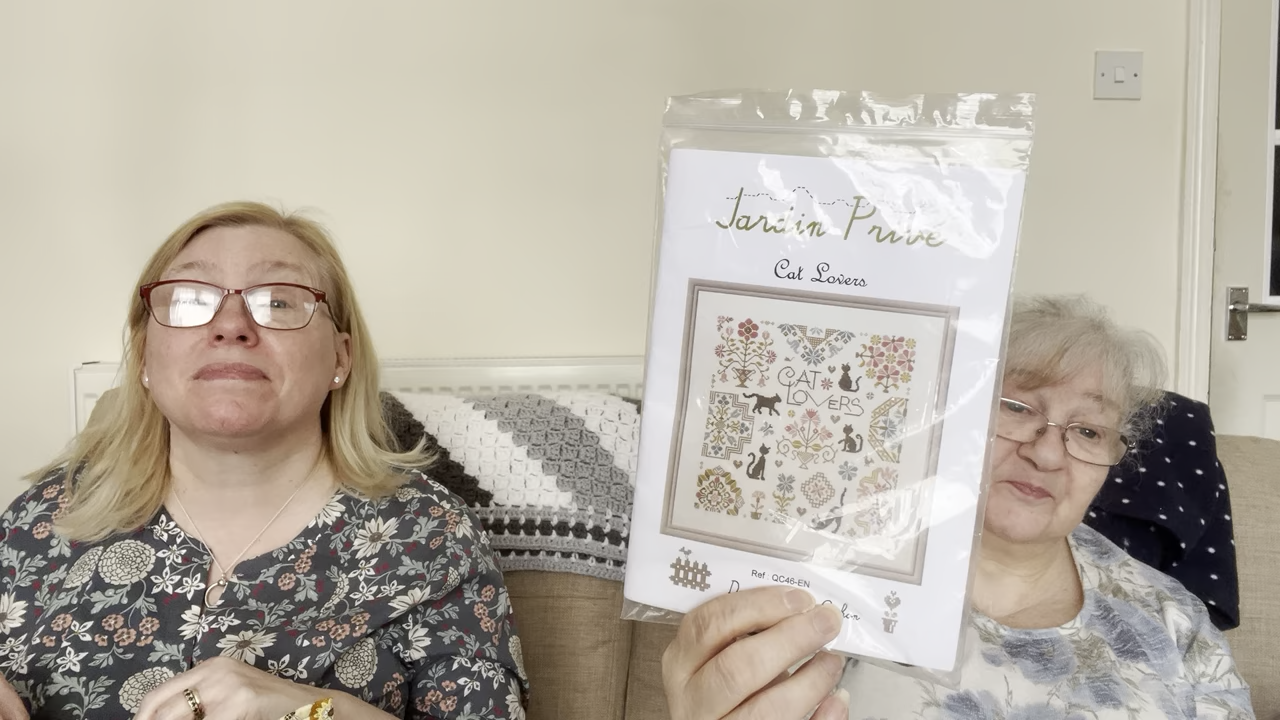 Jardin Privé
Cat Lovers
CAT
LOVERS
Ref : QC46-EN